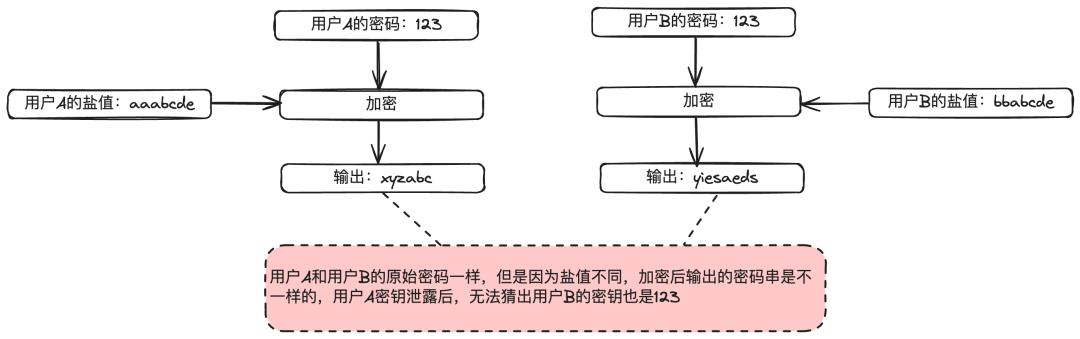 用户A的密码：123
用户B的密码：123
用户A的盐值：aaabcde
加密
加密
用户B的盐值：bbabcde
输出：xyzabc
输出：yiesaeds
用户A和用户B的原始密码一样，但是因为盐值不同，加密后输出的密码串是不
一样的，用户A密钥泄露后，无法猜出用户B的密钥也是123